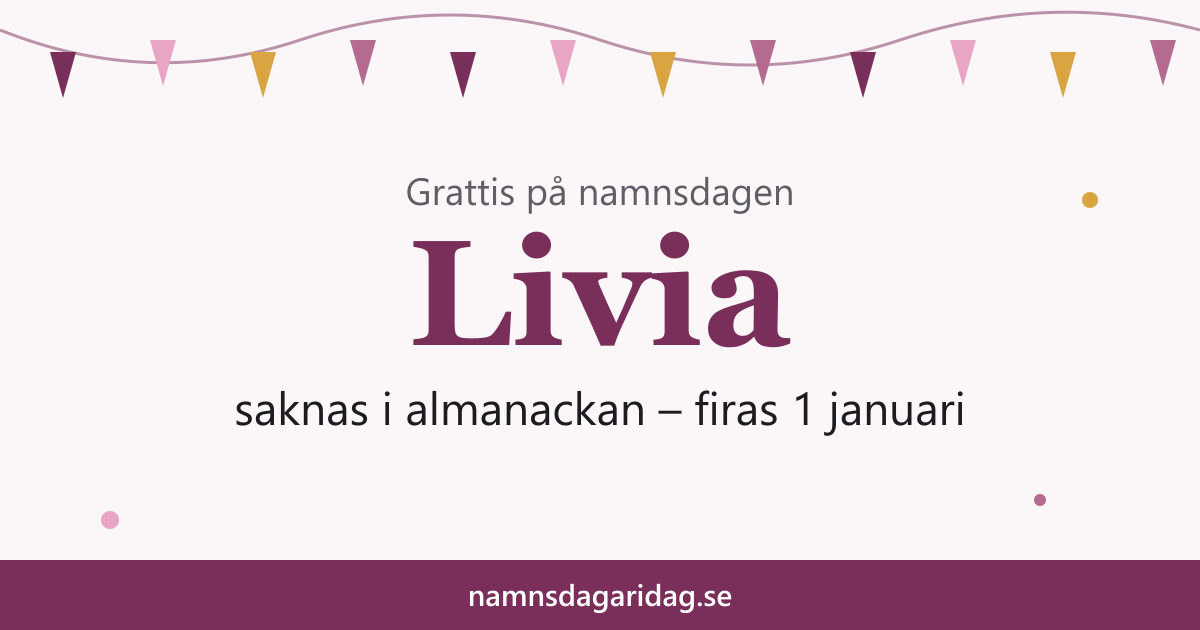 Grattis på namnsdagen
Livia
saknas i almanackan – firas 1 januari
namnsdagaridag.se